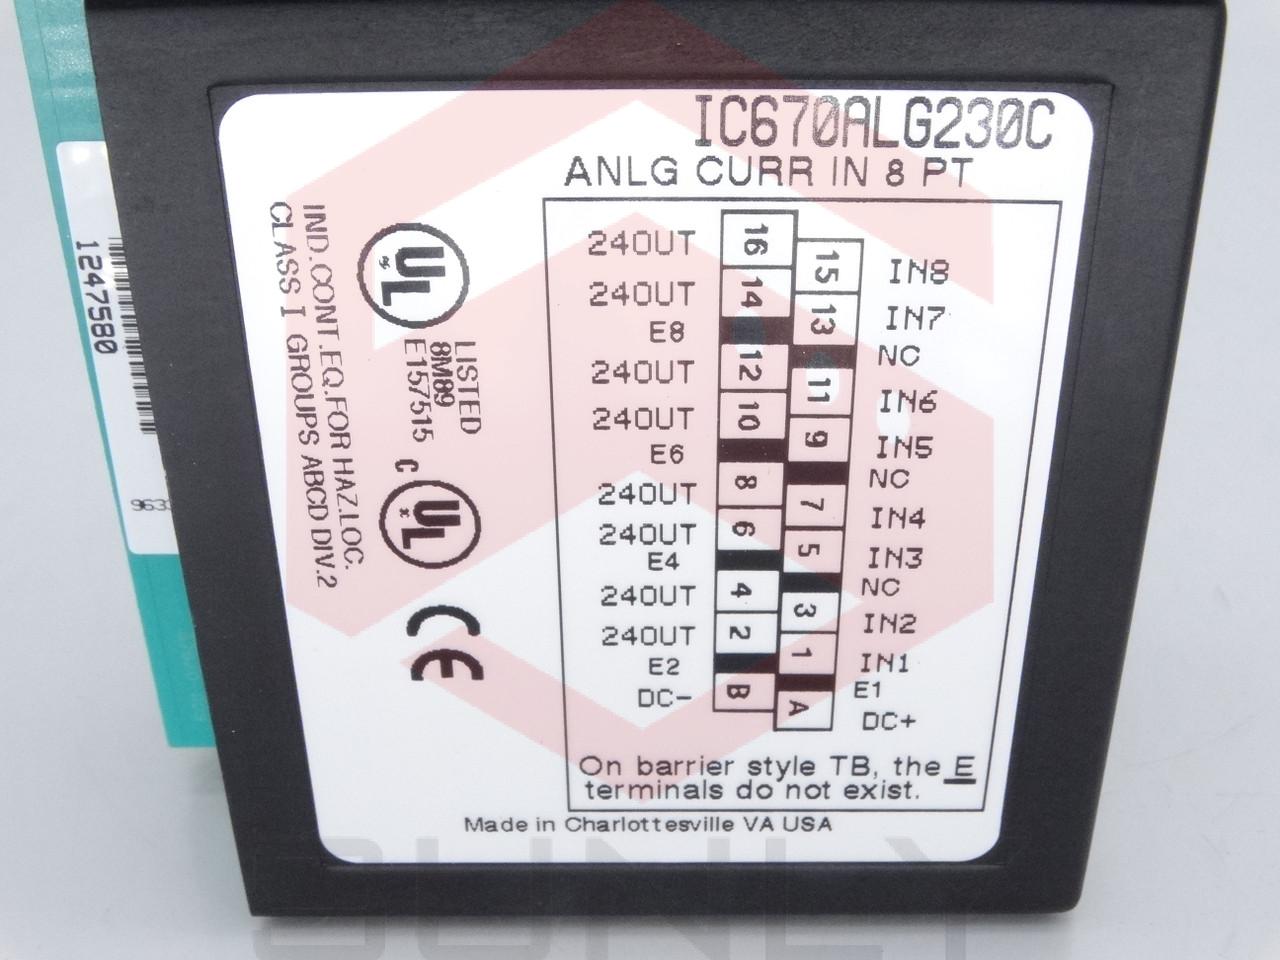 IC670ALG230C
ANLG CURR IN 8 PT
24OUT 16 15 IN8
24OUT 14 13 IN7
E8 NC
24OUT 12 11 IN6
24OUT 10 9 IN5
E6 NC
24OUT 8 7 IN4
24OUT 6 5 IN3
E4 NC
24OUT 4 3 IN2
24OUT 2 1 IN1
E2 E1
DC- B A DC+
On barrier style TB, the E
terminals do not exist.
Made in Charlottesville VA USA
UL
LISTED
8M89
E157515
C UL
CE
IND.CONT.EQ.FOR HAZ.LOC.
CLASS I GROUPS ABCD DIV.2
1247580